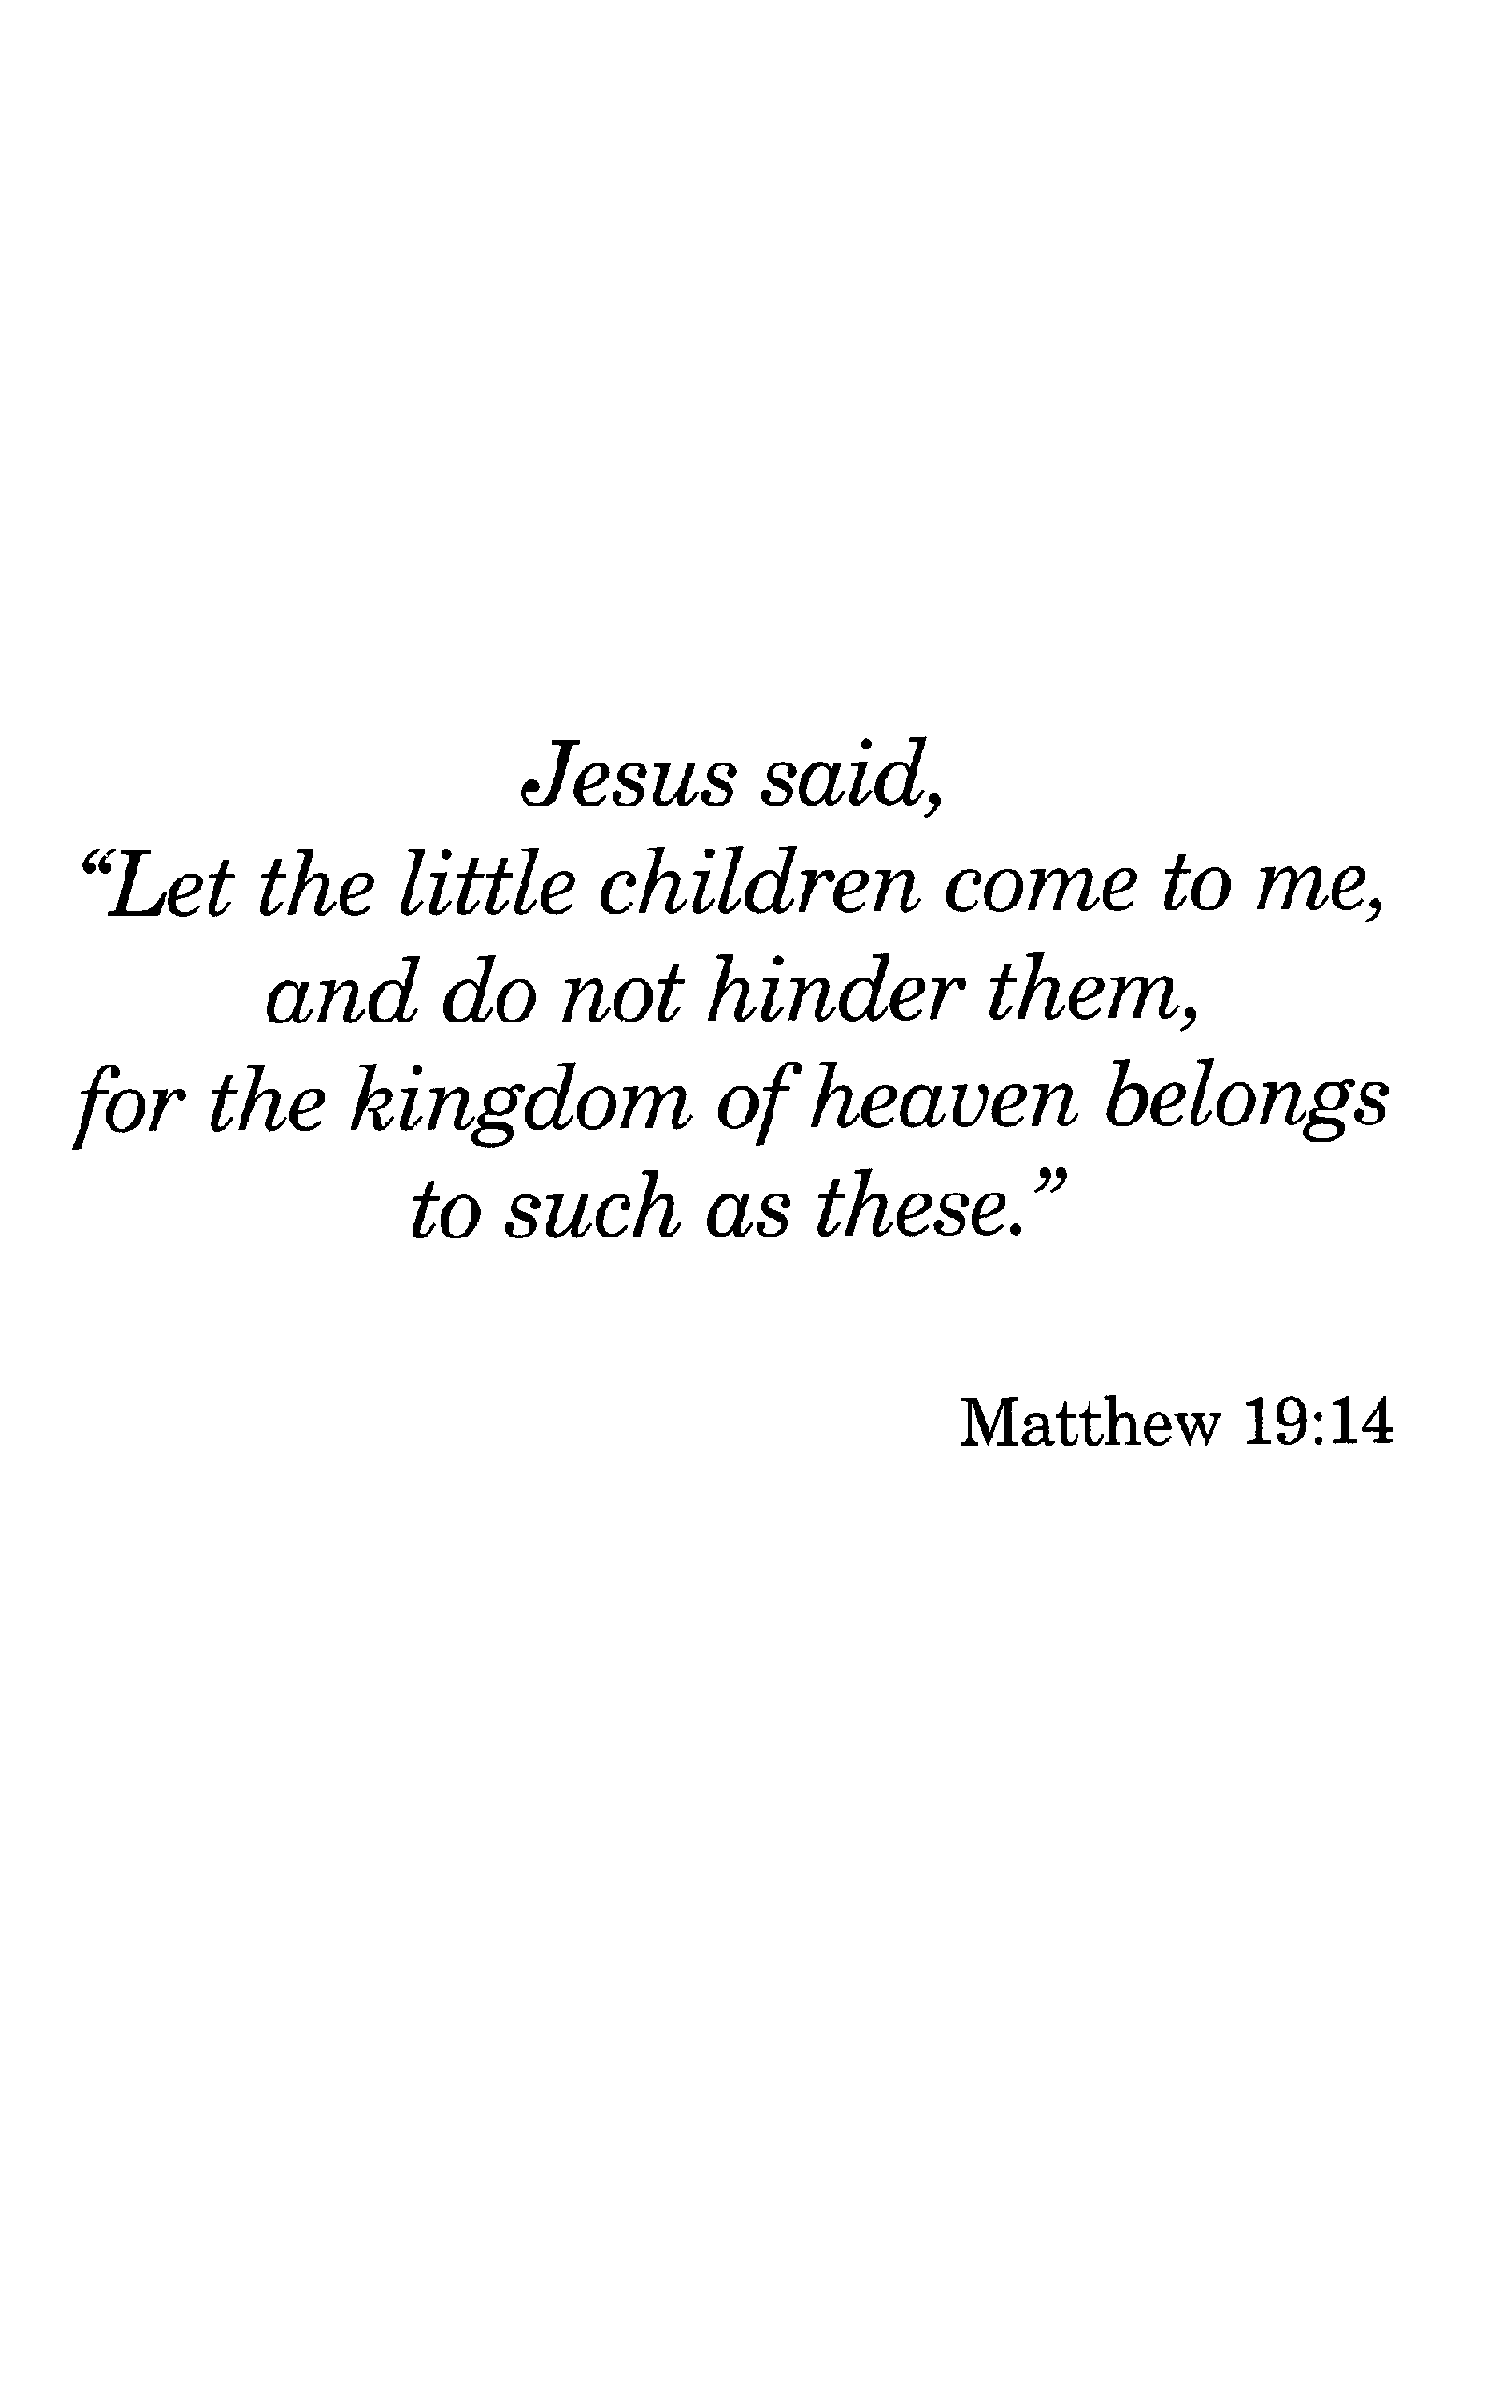 Jesus said,
“Let the little children come to me,
and do not hinder them,
for the kingdom of heaven belongs
to such as these.”
Matthew 19:14